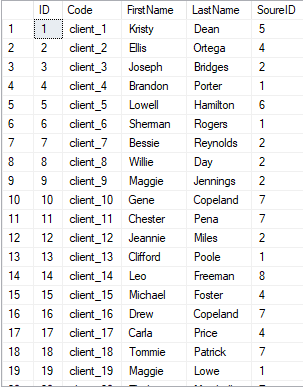 ID Code FirstName LastName SoureID
1 1 client_1 Kristy Dean 5
2 2 client_2 Ellis Ortega 4
3 3 client_3 Joseph Bridges 2
4 4 client_4 Brandon Porter 1
5 5 client_5 Lowell Hamilton 6
6 6 client_6 Sherman Rogers 1
7 7 client_7 Bessie Reynolds 2
8 8 client_8 Willie Day 2
9 9 client_9 Maggie Jennings 2
10 10 client_10 Gene Copeland 7
11 11 client_11 Chester Pena 7
12 12 client_12 Jeannie Miles 2
13 13 client_13 Clifford Poole 1
14 14 client_14 Leo Freeman 8
15 15 client_15 Michael Foster 4
16 16 client_16 Drew Copeland 7
17 17 client_17 Carla Price 4
18 18 client_18 Tommie Patrick 7
19 19 client_19 Maggie Lowe 1